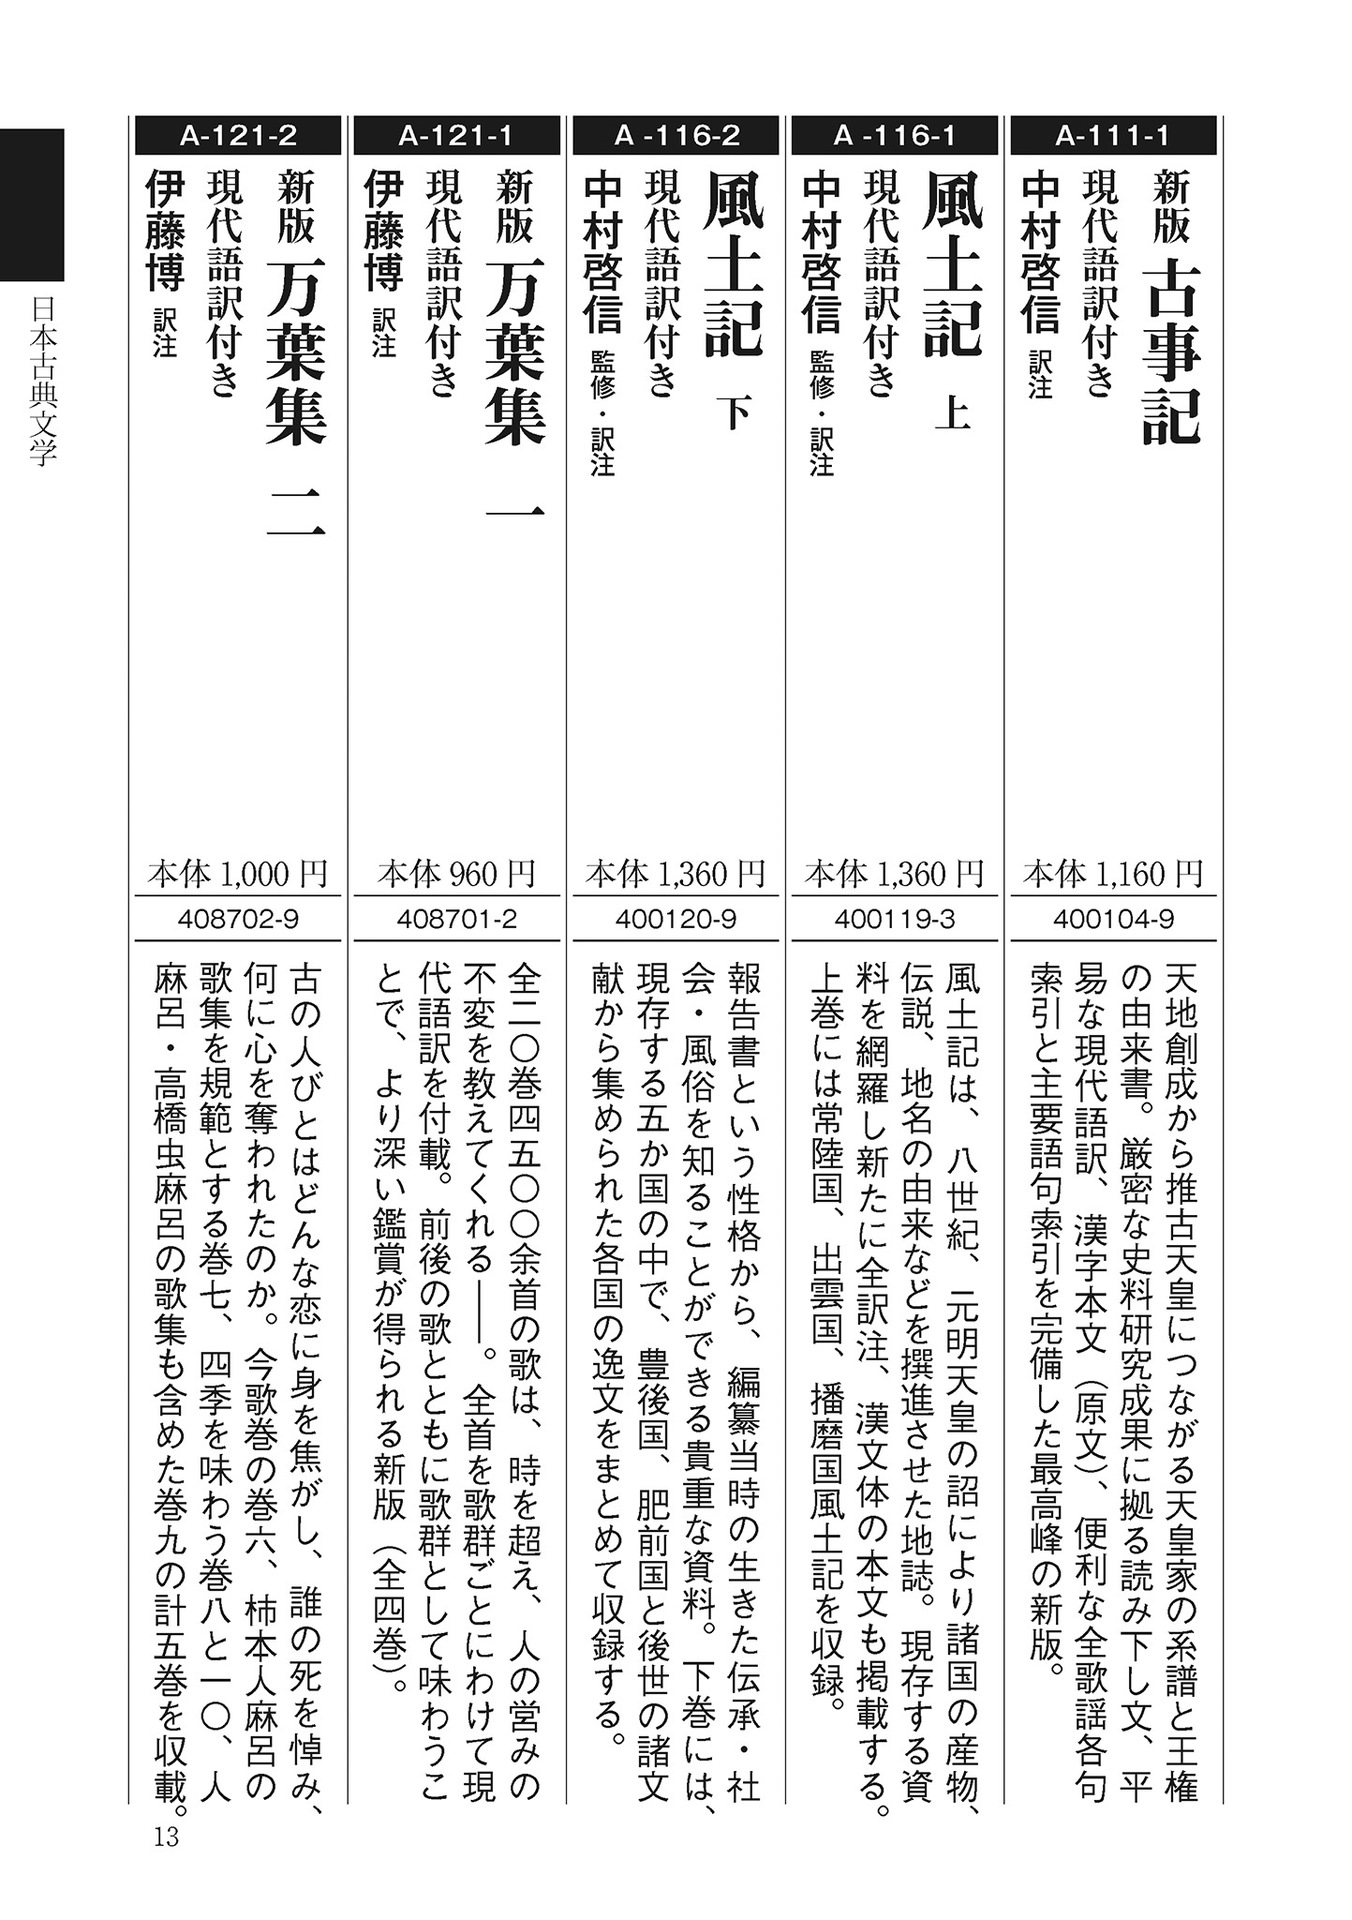 A-111-1
新版 古事記
現代語訳付き
中村啓信 訳注
本体 1,160 円
400104-9
天地創成から推古天皇につながる天皇家の系譜と王権
の由来書。厳密な史料研究成果に拠る読み下し文、平
易な現代語訳、漢字本文（原文）、便利な全歌謡各句
索引と主要語句索引を完備した最高峰の新版。
A -116-1
風土記 上
現代語訳付き
中村啓信 監修・訳注
本体 1,360 円
400119-3
風土記は、八世紀、元明天皇の詔により諸国の産物、
伝説、地名の由来などを撰進させた地誌。現存する資
料を網羅し新たに全訳注、漢文体の本文も掲載する。
上巻には常陸国、出雲国、播磨国風土記を収録。
A -116-2
風土記 下
現代語訳付き
中村啓信 監修・訳注
本体 1,360 円
400120-9
報告書という性格から、編纂当時の生きた伝承・社
会・風俗を知ることができる貴重な資料。下巻には、
現存する五か国の中で、豊後国、肥前国と後世の諸文
献から集められた各国の逸文をまとめて収録する。
A-121-1
新版 万葉集 一
現代語訳付き
伊藤博 訳注
本体 960 円
408701-2
全二〇巻四五〇〇余首の歌は、時を超え、人の営みの
不変を教えてくれる――。全首を歌群ごとにわけて現
代語訳を付載。前後の歌とともに歌群として味わうこ
とで、より深い鑑賞が得られる新版（全四巻）。
A-121-2
新版 万葉集 二
現代語訳付き
伊藤博 訳注
本体 1,000 円
408702-9
古の人びとはどんな恋に身を焦がし、誰の死を悼み、
何に心を奪われたのか。今歌巻の巻六、柿本人麻呂の
歌集を規範とする巻七、四季を味わう巻八と一〇、人
麻呂・高橋虫麻呂の歌集も含めた巻九の計五巻を収載。
日本古典文学
13